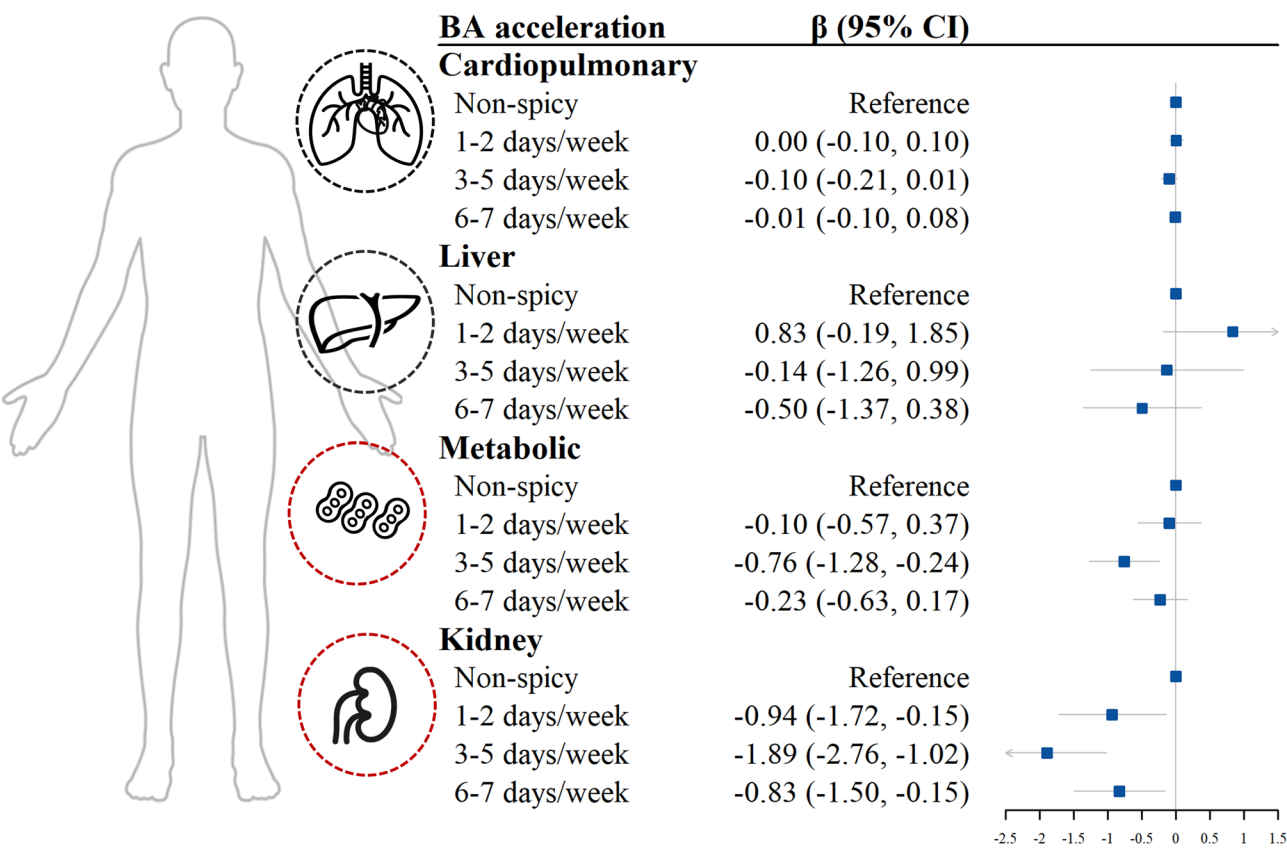 BA acceleration β (95% CI)
Cardiopulmonary
Non-spicy Reference
1-2 days/week 0.00 (-0.10, 0.10)
3-5 days/week -0.10 (-0.21, 0.01)
6-7 days/week -0.01 (-0.10, 0.08)
Liver
Non-spicy Reference
1-2 days/week 0.83 (-0.19, 1.85)
3-5 days/week -0.14 (-1.26, 0.99)
6-7 days/week -0.50 (-1.37, 0.38)
Metabolic
Non-spicy Reference
1-2 days/week -0.10 (-0.57, 0.37)
3-5 days/week -0.76 (-1.28, -0.24)
6-7 days/week -0.23 (-0.63, 0.17)
Kidney
Non-spicy Reference
1-2 days/week -0.94 (-1.72, -0.15)
3-5 days/week -1.89 (-2.76, -1.02)
6-7 days/week -0.83 (-1.50, -0.15)
-2.5 -2 -1.5 -1 -0.5 0 0.5 1 1.5